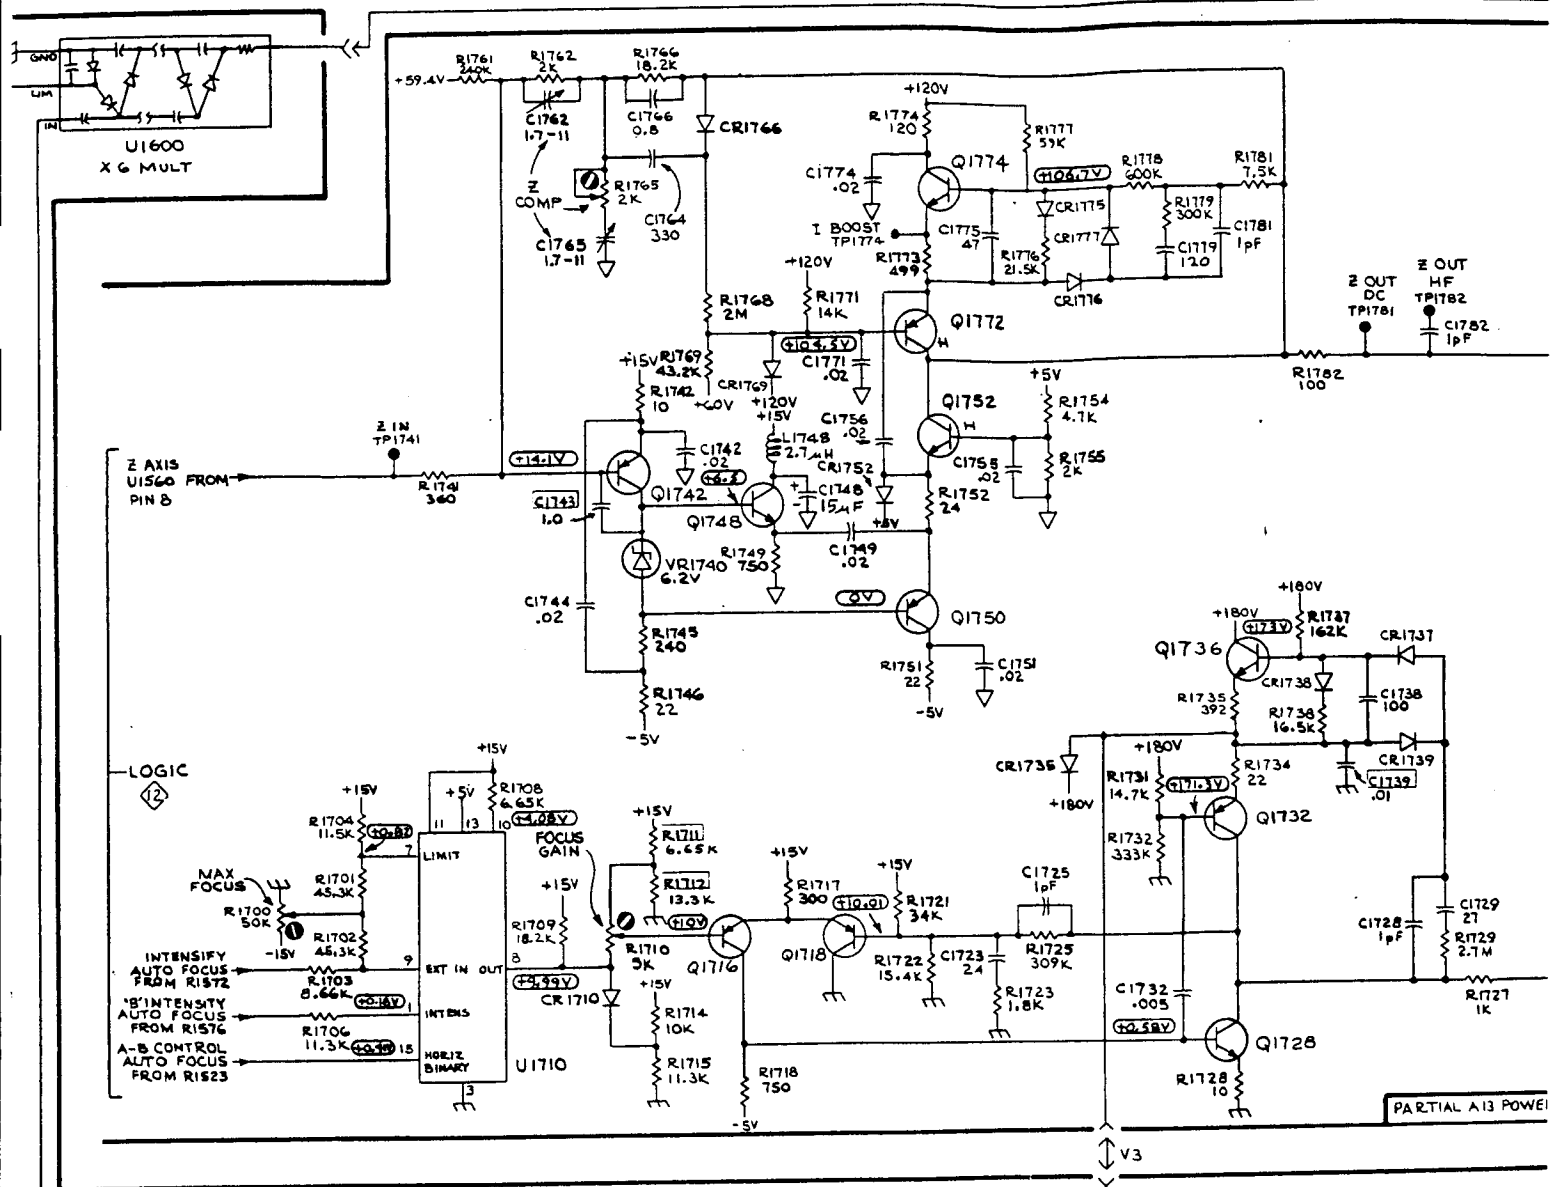 GND
LIM
IN
U1600
X 6 MULT
+59.4V
R1761
240K
R1762
2K
C1762
1.7-11
R1766
18.2K
C1766
0.8
CR1766
Z
COMP
R1765
2K
C1765
1.7-11
C1764
330
+120V
R1774
120
R1777
59K
C1774
.02
Q1774
+106.7V
R1778
600K
R1781
7.5K
I BOOST
TP1774
R1773
499
C1775
47
CR1775
R1776
21.5K
CR1777
CR1776
R1779
300K
C1779
120
C1781
1pF
+120V
R1771
14K
R1768
2M
Q1772
H
+104.5V
C1771
.02
Z OUT
DC
TP1781
Z OUT
HF
TP1782
C1782
1pF
R1782
100
+15V
R1769
43.2K
+60V
CR1769
+120V
R1742
10
+15V
L1748
2.7µH
C1756
.02
Q1752
H
+5V
R1754
4.7K
R1755
2K
C1755
.02
Z IN
TP1741
Z AXIS
U1560 FROM
PIN 8
R1741
360
+14.1V
C1743
1.0
Q1742
C1742
.02
+6.5
Q1748
C1748
15µF
CR1752
+5V
R1752
24
C1749
.02
R1749
750
VR1740
6.2V
C1744
.02
0V
Q1750
R1745
240
R1746
22
-5V
R1751
22
-5V
C1751
.02
+180V
+180V
+173V
R1737
162K
CR1737
Q1736
CR1738
R1735
392
R1738
16.5K
C1738
100
CR1739
C1739
.01
CR1735
+180V
+180V
R1731
14.7K
+171.3V
R1734
22
Q1732
R1732
333K
LOGIC
12
+15V
R1708
6.65K
+5V
+4.08V
+15V
R1704
11.5K
11
13
10
7
LIMIT
MAX
FOCUS
R1700
50K
-15V
R1701
45.3K
R1702
45.3K
INTENSIFY
AUTO FOCUS
FROM R1572
R1703
8.66K
9
EXT IN
OUT
8
"B" INTENSITY
AUTO FOCUS
FROM R1576
R1706
11.3K
+0.16V
1
INTENS
A-B CONTROL
AUTO FOCUS
FROM R1523
15
HORIZ
BINARY
3
U1710
FOCUS
GAIN
+15V
R1711
6.65K
R1712
13.3K
+15V
R1709
18.2K
+10V
R1710
5K
CR1710
+15V
R1714
10K
R1715
11.3K
Q1716
+15V
R1717
300
+10.01
Q1718
+15V
R1721
34K
R1722
15.4K
C1723
24
R1723
1.8K
C1725
1pF
R1725
309K
R1718
750
-5V
C1732
.005
+0.58V
Q1728
R1728
10
C1728
1pF
C1729
27
R1729
2.7M
R1727
1K
PARTIAL A13 POWE
V3